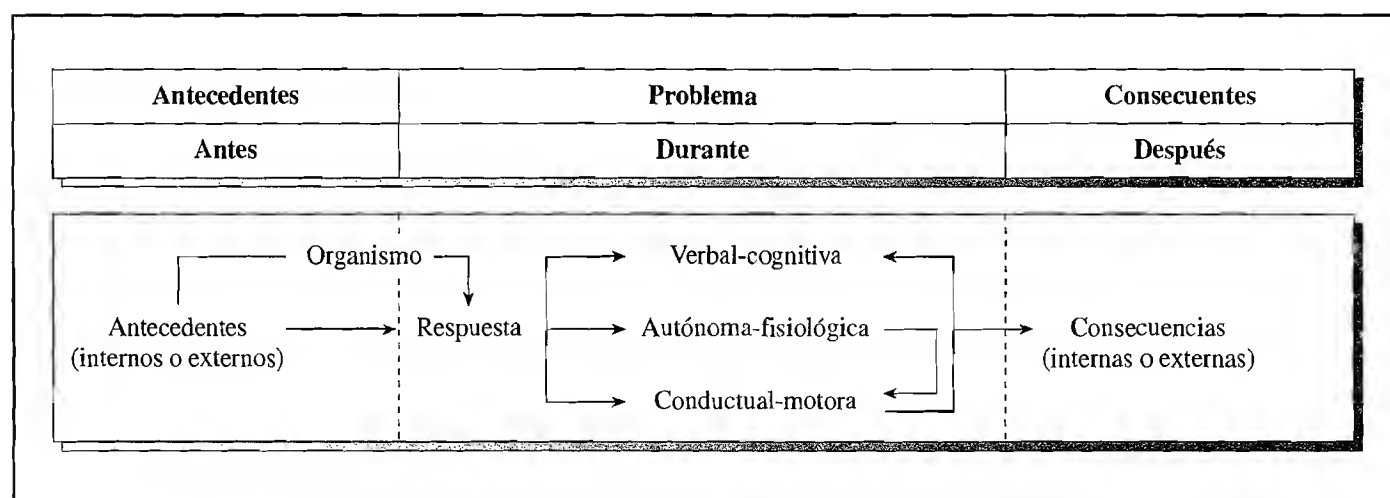 Antecedentes Problema Consecuentes
Antes Durante Después
Organismo Verbal-cognitiva
Antecedentes Respuesta Autónoma-fisiológica Consecuencias
(internos o externos) (internas o externas)
Conductual-motora